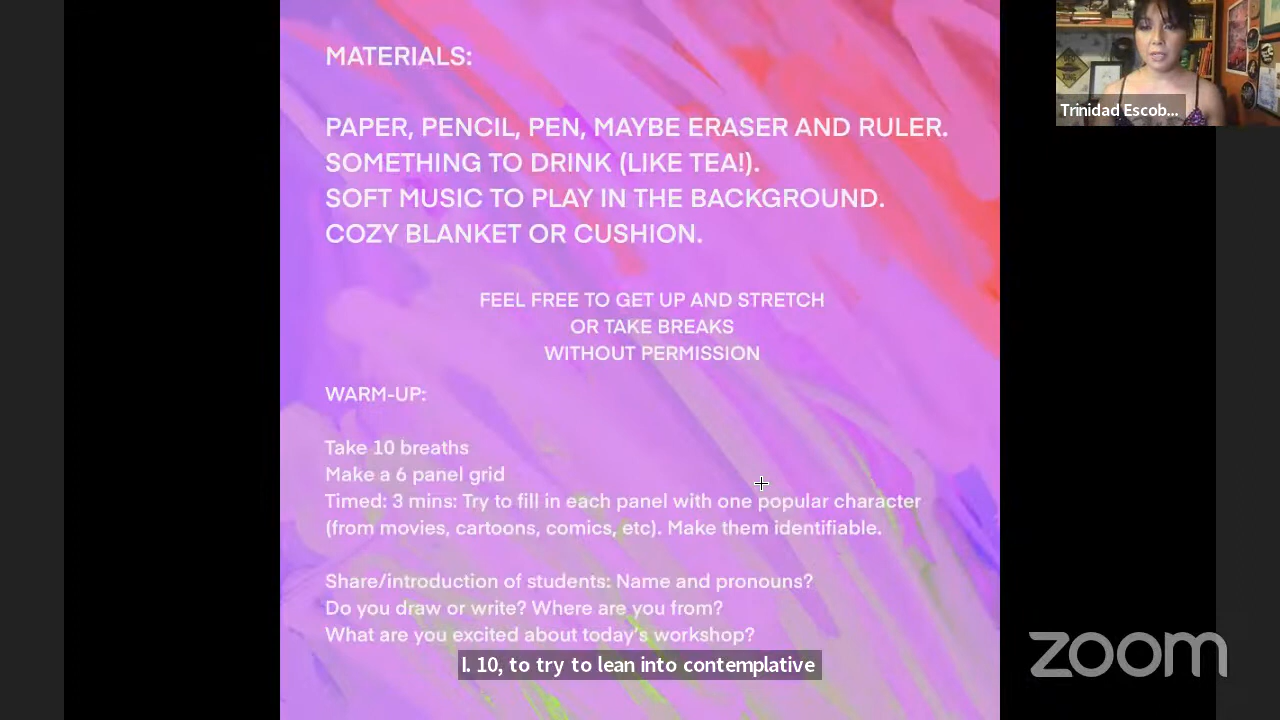 MATERIALS:
PAPER, PENCIL, PEN, MAYBE ERASER AND RULER.
SOMETHING TO DRINK (LIKE TEA!).
SOFT MUSIC TO PLAY IN THE BACKGROUND.
COZY BLANKET OR CUSHION.
FEEL FREE TO GET UP AND STRETCH
OR TAKE BREAKS
WITHOUT PERMISSION
WARM-UP:
Take 10 breaths
Make a 6 panel grid
Timed: 3 mins: Try to fill in each panel with one popular character
(from movies, cartoons, comics, etc). Make them identifiable.
Share/introduction of students: Name and pronouns?
Do you draw or write? Where are you from?
What are you excited about today's workshop?
I. 10, to try to lean into contemplative
Trinidad Escob...
XING
zoom